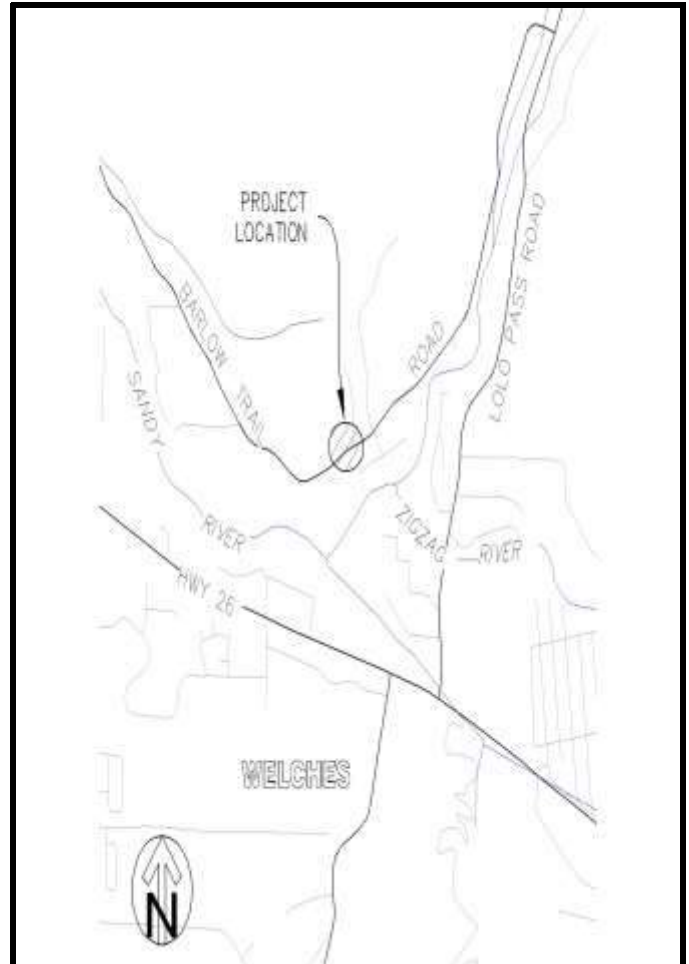 PROJECT
LOCATION
BARLOW TRAIL
ROAD
LOLO PASS ROAD
SANDY
RIVER
ZIGZAG
RIVER
HWY 26
WELCHES
N